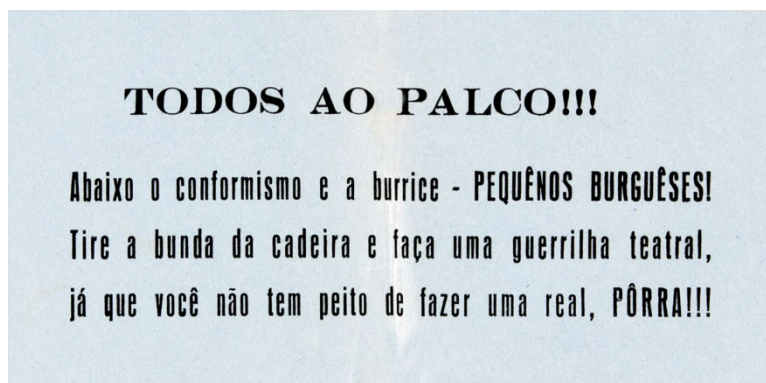 TODOS AO PALCO!!!
Abaixo o conformismo e a burrice - PEQUÊNOS BURGUÊSES!
Tire a bunda da cadeira e faça uma guerrilha teatral,
já que você não tem peito de fazer uma real, PÔRRA!!!